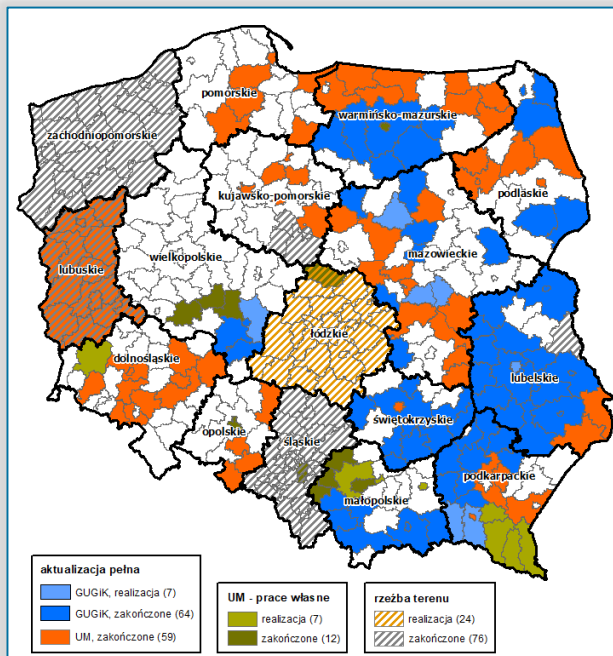 pomorskie
warmińsko-mazurskie
zachodniopomorskie
podlaskie
kujawsko-pomorskie
mazowieckie
wielkopolskie
lubuskie
łódzkie
dolnośląskie
lubelskie
świętokrzyskie
opolskie
śląskie
podkarpackie
małopolskie
aktualizacja pełna
GUGiK, realizacja (7)
GUGiK, zakończone (64)
UM, zakończone (59)
UM - prace własne
realizacja (7)
zakończone (12)
rzeźba terenu
realizacja (24)
zakończone (76)